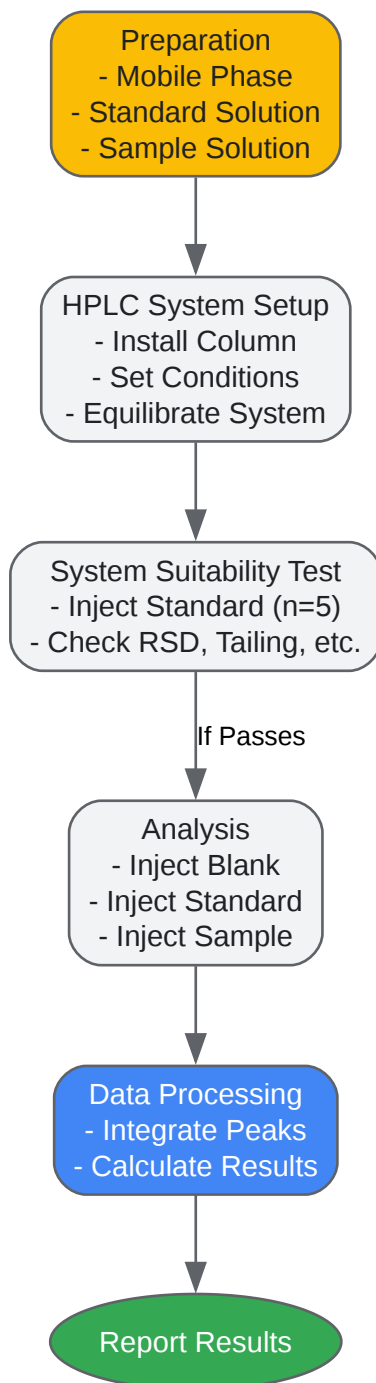 Preparation
- Mobile Phase
- Standard Solution
- Sample Solution
HPLC System Setup
- Install Column
- Set Conditions
- Equilibrate System
System Suitability Test
- Inject Standard (n=5)
- Check RSD, Tailing, etc.
If Passes
Analysis
- Inject Blank
- Inject Standard
- Inject Sample
Data Processing
- Integrate Peaks
- Calculate Results
Report Results